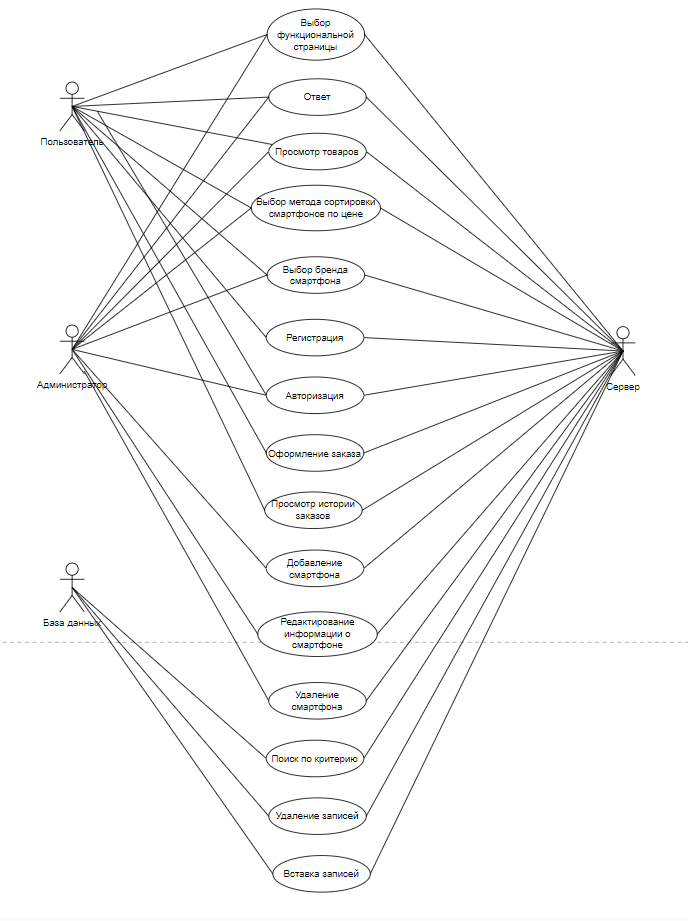 Выбор
функциональной
страницы
Ответ
Пользователь
Просмотр товаров
Выбор метода сортировки
смартфонов по цене
Выбор бренда
смартфона
Регистрация
Администратор
Сервер
Авторизация
Оформление заказа
Просмотр истории
заказов
Добавление
смартфона
База данных
Редактирование
информации о
смартфоне
Удаление
смартфона
Поиск по критерию
Удаление записей
Вставка записей